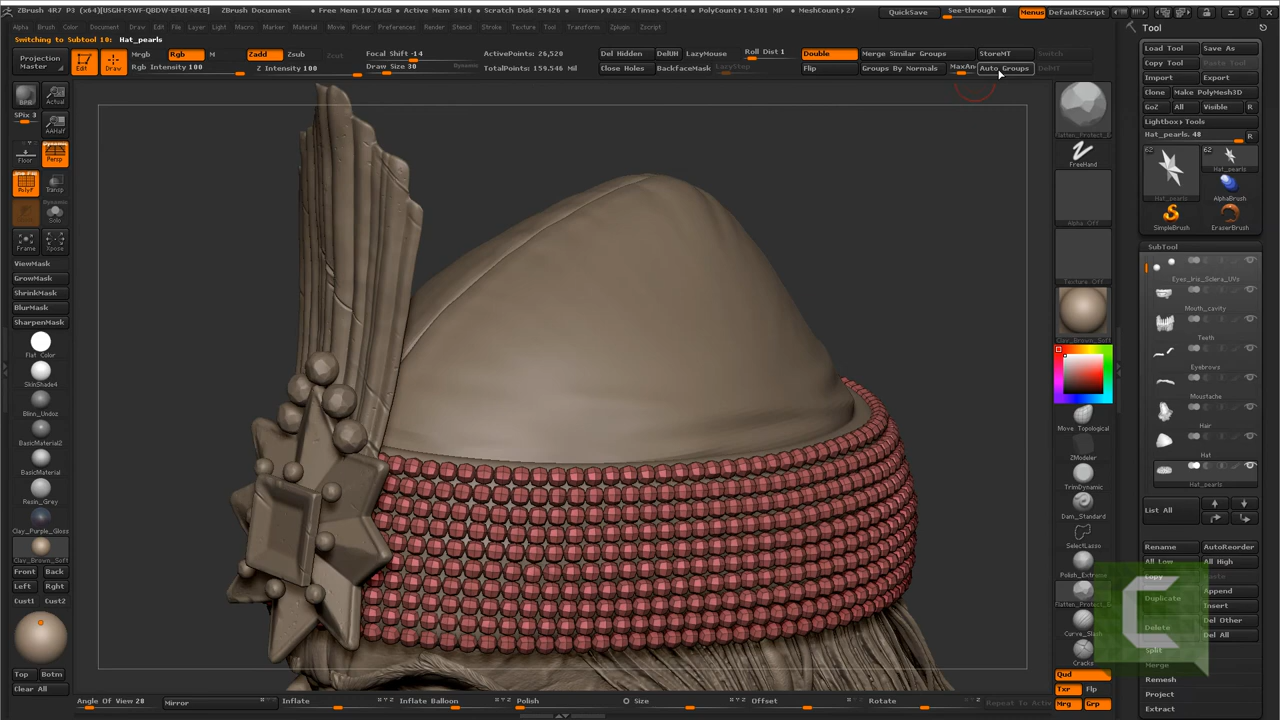 ZBrush 4R7 P3 (x64)[USGH-FSWF-QBDW-EPUI-NFCE] ZBrush Document • Free Mem 10.76GB • Active Mem 3416 • Scratch Disk 29426 • Timer▸0.022 ATime▸45.444 • PolyCount▸14.381 MP • MeshCount▸27 QuickSave See-through 0 Menus DefaultZScript
Alpha Brush Color Document Draw Edit File Layer Light Macro Marker Material Movie Picker Preferences Render Stencil Stroke Texture Tool Transform Zplugin Zscript
Tool
Switching to Subtool 10: Hat_pearls
Projection Master
Edit
Draw
Mrgb Rgb M
Rgb Intensity 100
Zadd Zsub Zcut
Z Intensity 100
Focal Shift -14
Draw Size 30 Dynamic
ActivePoints: 26,520
TotalPoints: 159.546 Mil
Del Hidden DelUH LazyMouse Roll Dist 1
Close Holes BackfaceMask LazyStep
Double Merge Similar Groups StoreMT Switch
Flip Groups By Normals MaxAn Auto Groups DelMT
Load Tool Save As
Copy Tool Paste Tool
Import Export
Clone Make PolyMesh3D
GoZ All Visible R
Lightbox▸Tools
Hat_pearls. 48 R
62 62
Hat_pearls
Hat_pearls AlphaBrush
SimpleBrush EraserBrush
SubTool
Eyes_Iris_Sclera_UVs
Mouth_cavity
Teeth
Eyebrows
Moustache
Hair
Hat
Hat_pearls
List All
Rename AutoReorder
All Low All High
Copy Paste
Duplicate Append
Insert
Delete Del Other
Del All
Split
Merge
Remesh
Project
Extract
BPR Actual
SPix 3
AAHalf
Floor
Dynamic
Persp
PolyF
Transp
Dynamic
Solo
Frame Xpose
ViewMask
GrowMask
ShrinkMask
BlurMask
SharpenMask
Flat Color
SkinShade4
Blinn_Undoz
BasicMaterial2
BasicMaterial
Resin_Grey
Clay_Purple_Gloss
Clay_Brown_Soft
Front Back
Left Rght
Cust1 Cust2
Top Botm
Clear All
FreeHand
Alpha Off
Texture Off
Clay_Brown_Soft
Move Topological
ZModeler
TrimDynamic
Dam_Standard
SelectLasso
Polish_Extreme
Curve_Slash
Cracks
Qud
Txr Flp
Mrg Grp
Angle Of View 28 Mirror Inflate Inflate Balloon Polish Size Offset Rotate Repeat To Active